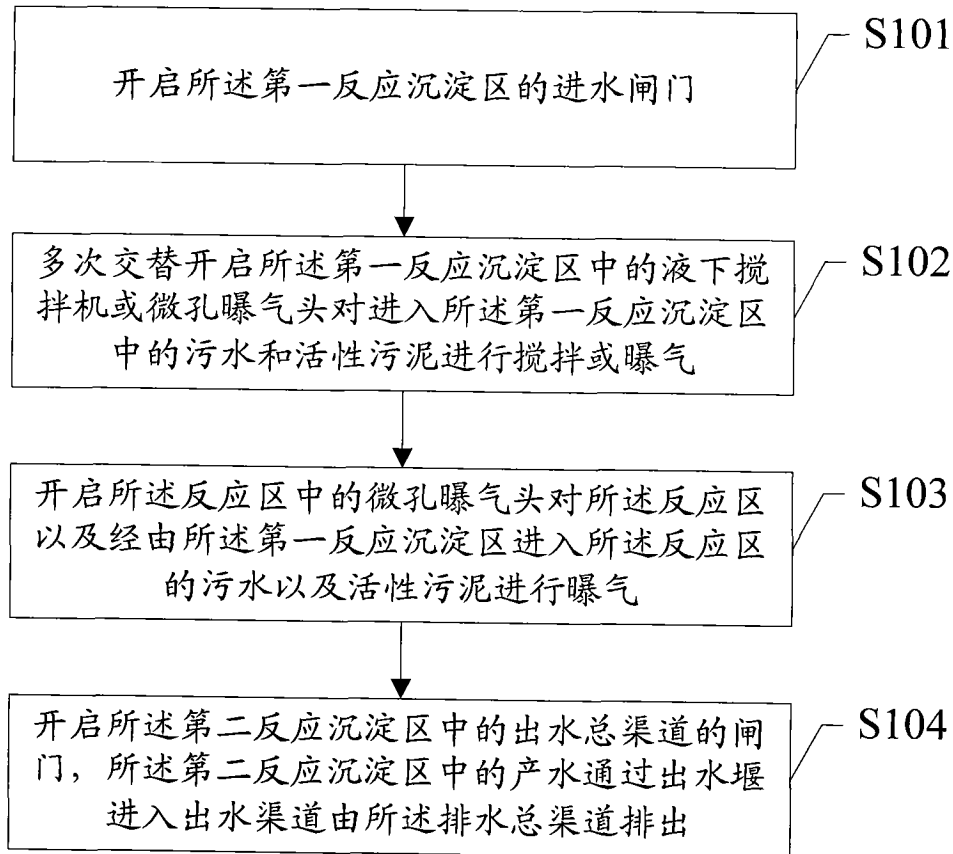 开启所述第一反应沉淀区的进水闸门
S101
多次交替开启所述第一反应沉淀区中的液下搅
拌机或微孔曝气头对进入所述第一反应沉淀区
中的污水和活性污泥进行搅拌或曝气
S102
开启所述反应区中的微孔曝气头对所述反应区
以及经由所述第一反应沉淀区进入所述反应区
的污水以及活性污泥进行曝气
S103
开启所述第二反应沉淀区中的出水总渠道的闸
门，所述第二反应沉淀区中的产水通过出水堰
进入出水渠道由所述排水总渠道排出
S104